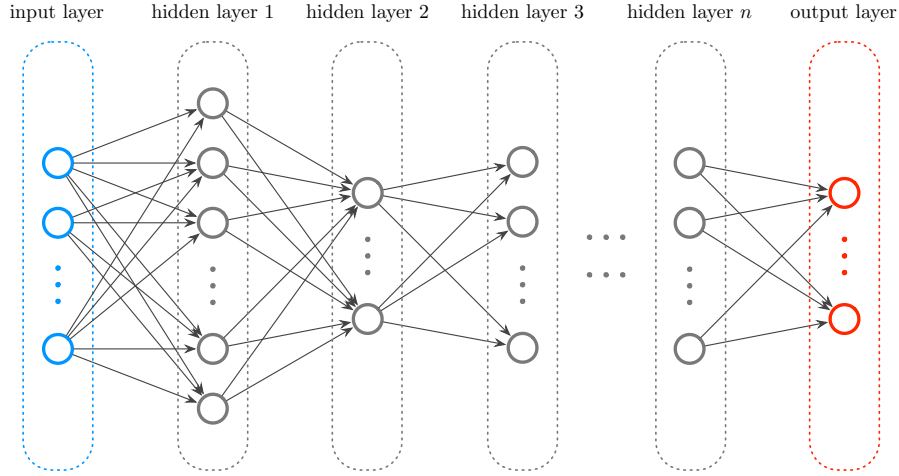 input layer
hidden layer 1
hidden layer 2
hidden layer 3
hidden layer n
output layer